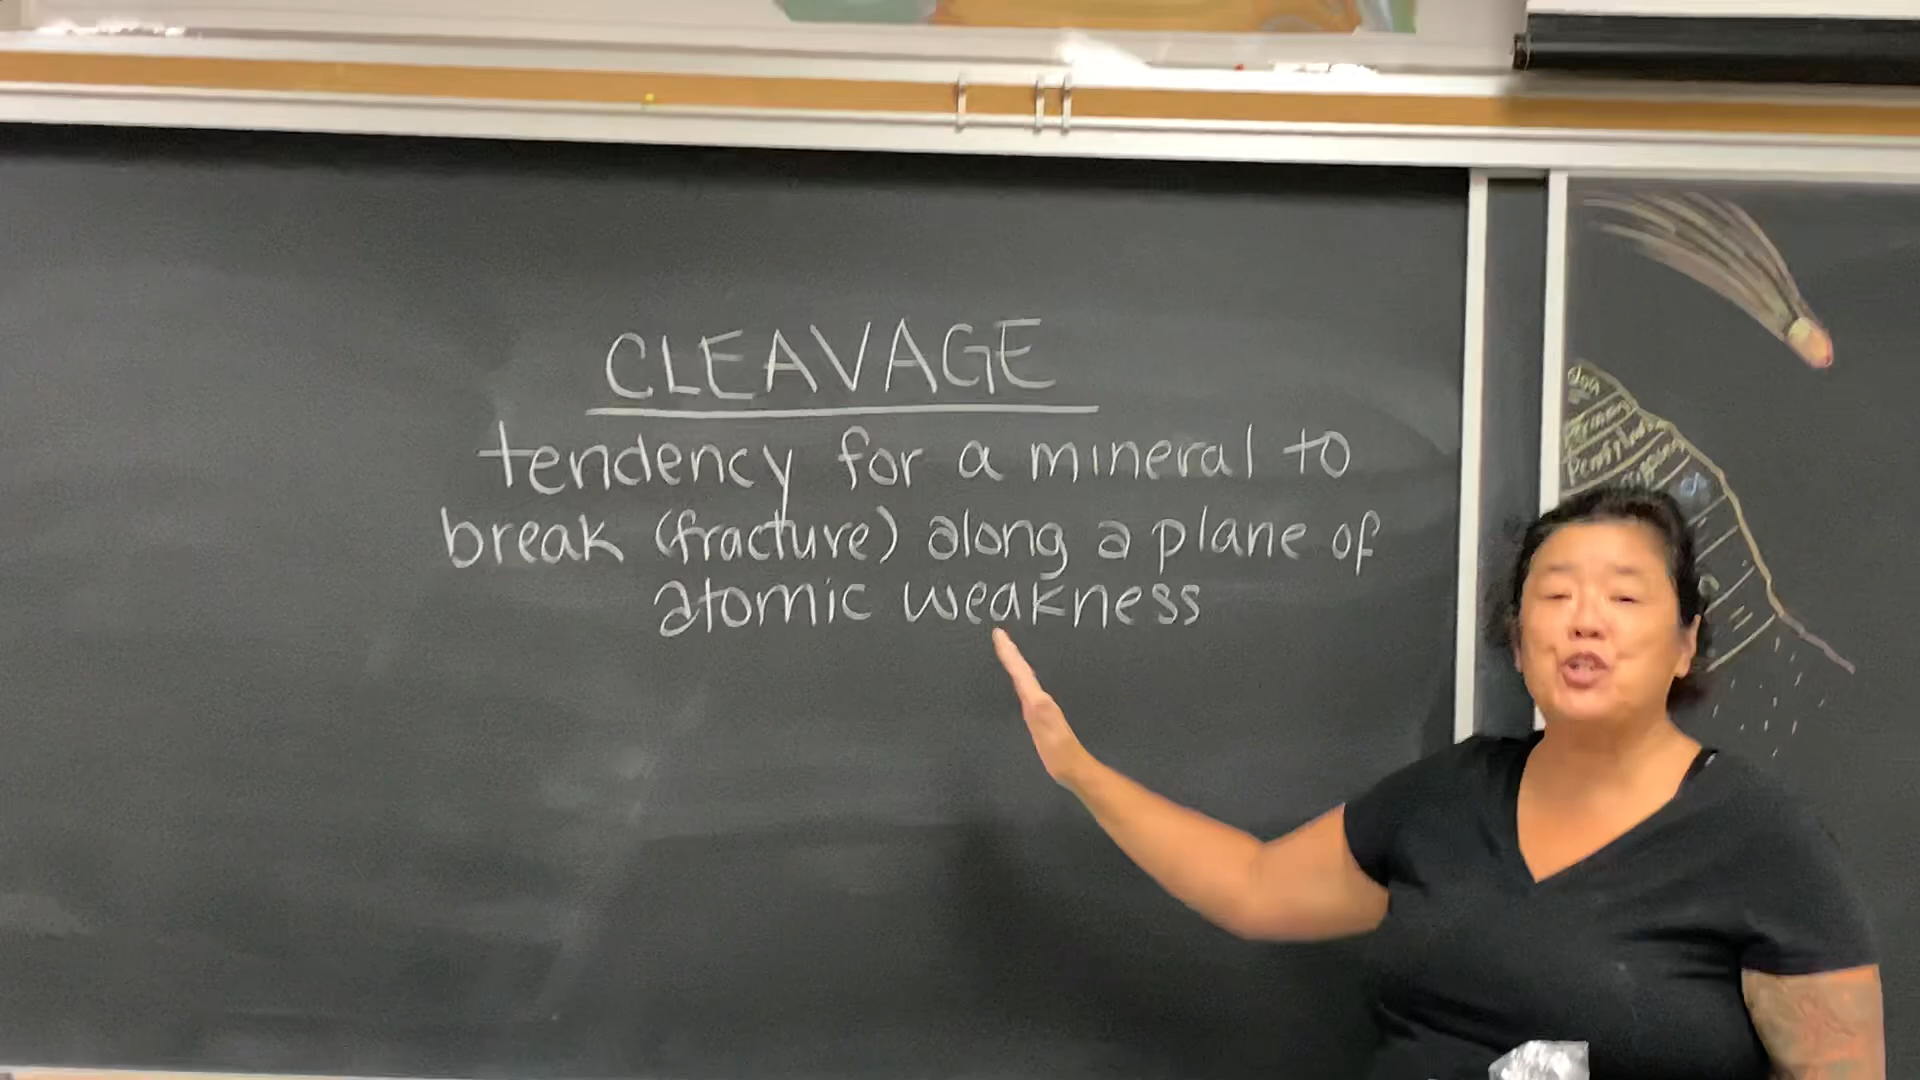 CLEAVAGE
tendency for a mineral to
break (fracture) along a plane of
atomic weakness